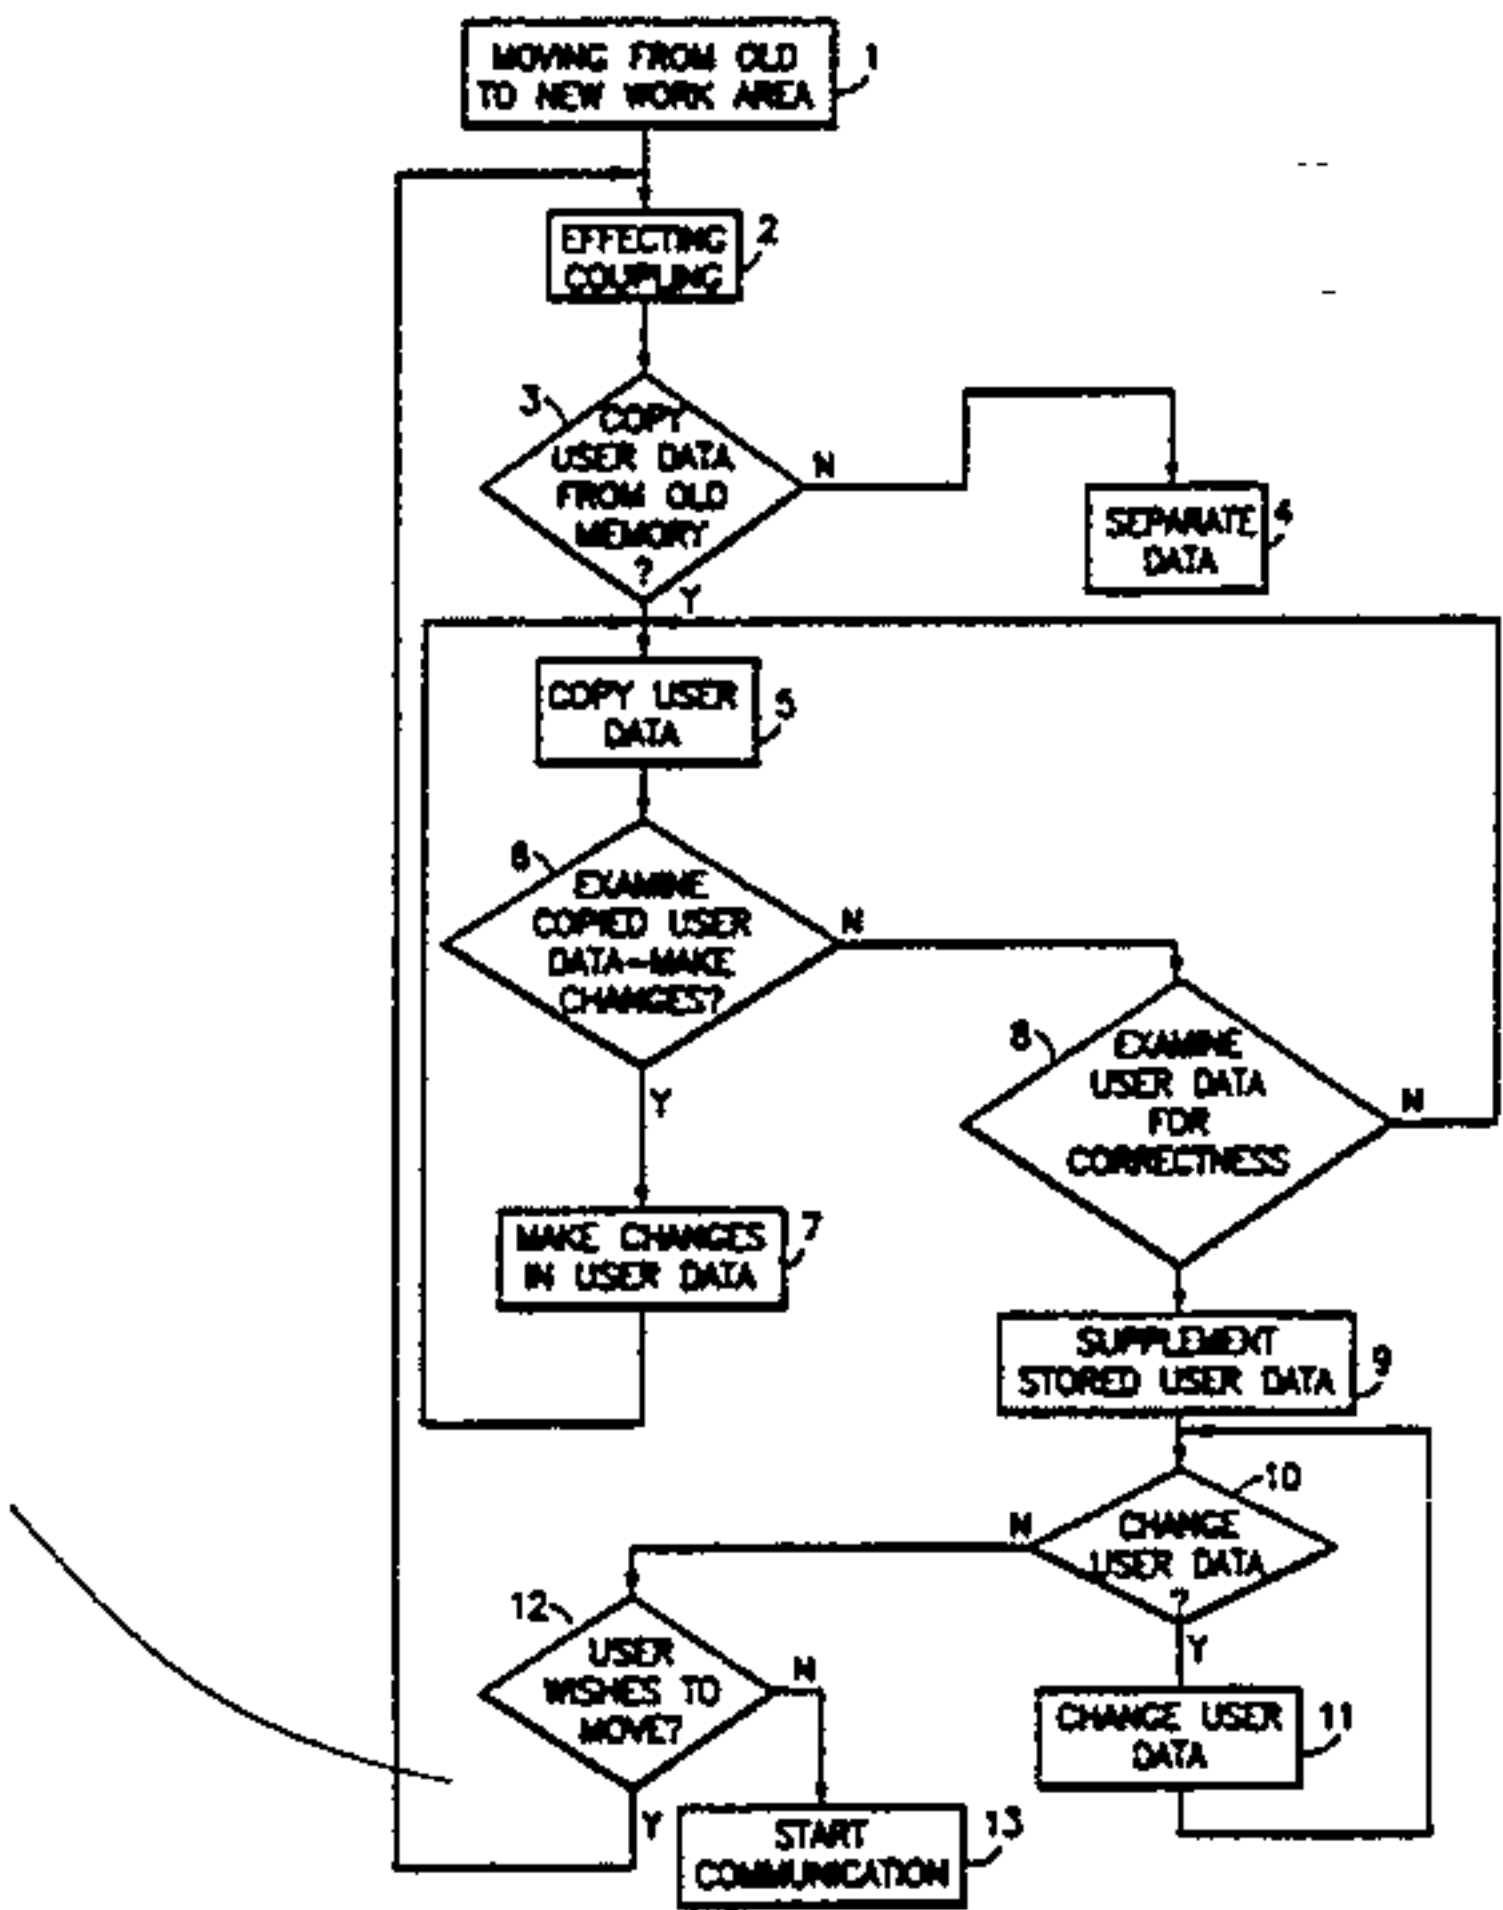 MOVING FROM OLD
TO NEW WORK AREA
1
EFFECTING
COUPLING
2
3
COPY
USER DATA
FROM OLD
MEMORY
?
N
Y
SEPARATE
DATA
4
COPY USER
DATA
5
6
EXAMINE
COPIED USER
DATA-MAKE
CHANGES?
N
Y
8
EXAMINE
USER DATA
FOR
CORRECTNESS
N
MAKE CHANGES
IN USER DATA
7
SUPPLEMENT
STORED USER DATA
9
10
CHANGE
USER DATA
?
N
Y
12
USER
WISHES TO
MOVE?
N
Y
CHANGE USER
DATA
11
START
COMMUNICATION
13